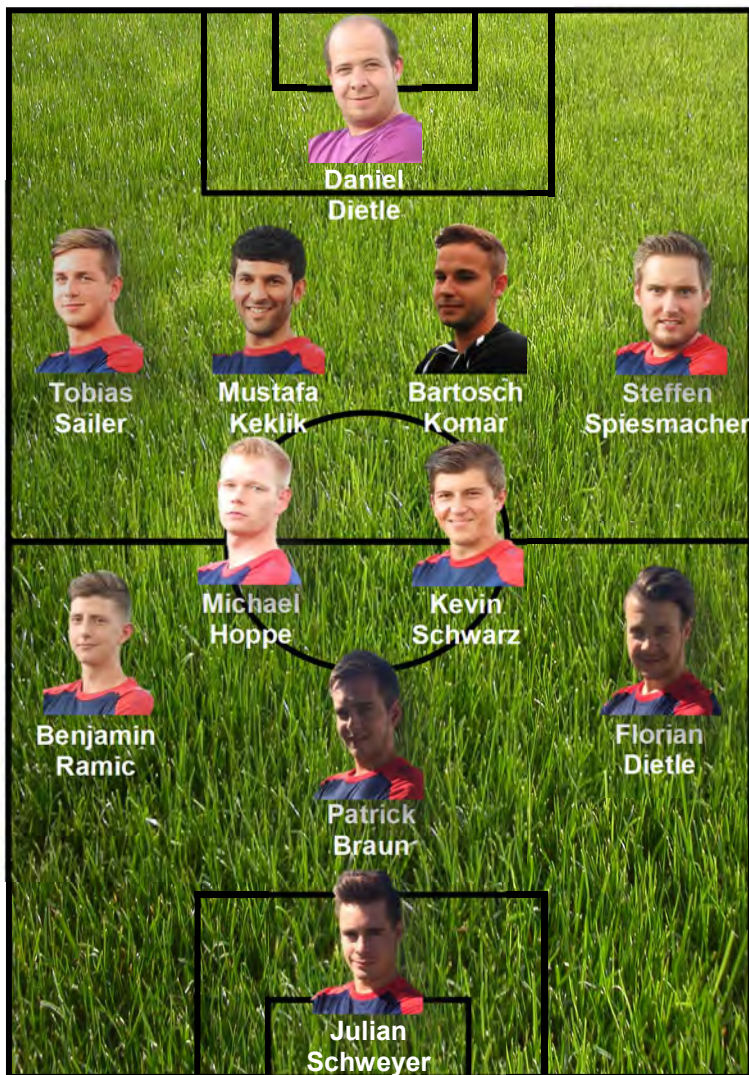 Daniel
Dietle
Tobias
Sailer
Mustafa
Keklik
Bartosch
Komar
Steffen
Spiesmacher
Michael
Hoppe
Kevin
Schwarz
Benjamin
Ramic
Florian
Dietle
Patrick
Braun
Julian
Schweyer